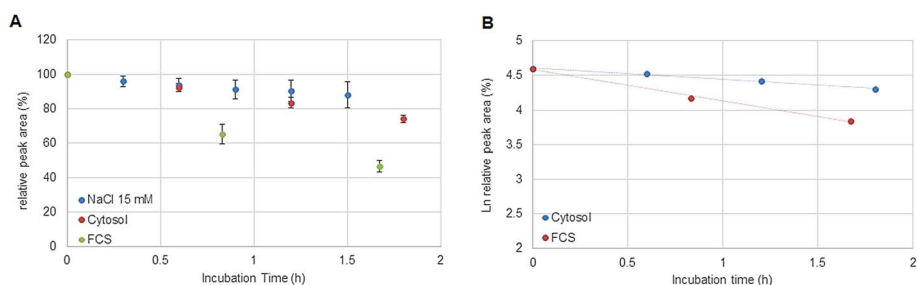 A
relative peak area (%)
120
100
80
60
40
20
0
NaCl 15 mM
Cytosol
FCS
0
0.5
1
1.5
2
Incubation Time (h)
B
Ln relative peak area (%)
5
4.5
4
3.5
3
2.5
2
Cytosol
FCS
0
0.5
1
1.5
2
Incubation time (h)